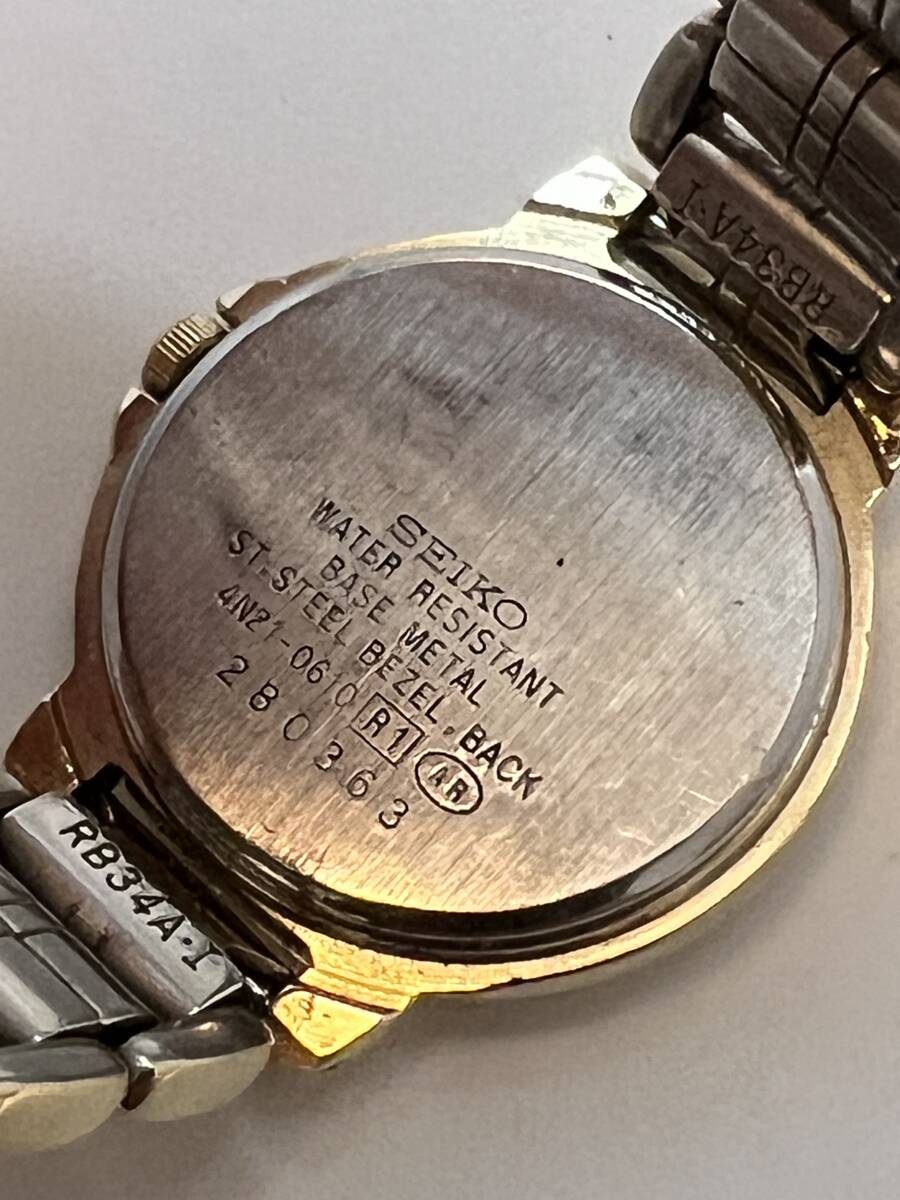 SEIKO
WATER RESISTANT
BASE METAL
ST.STEEL BEZEL,BACK
4N21-0610 R1 AR
280363
RB34A·I
RB34A·I